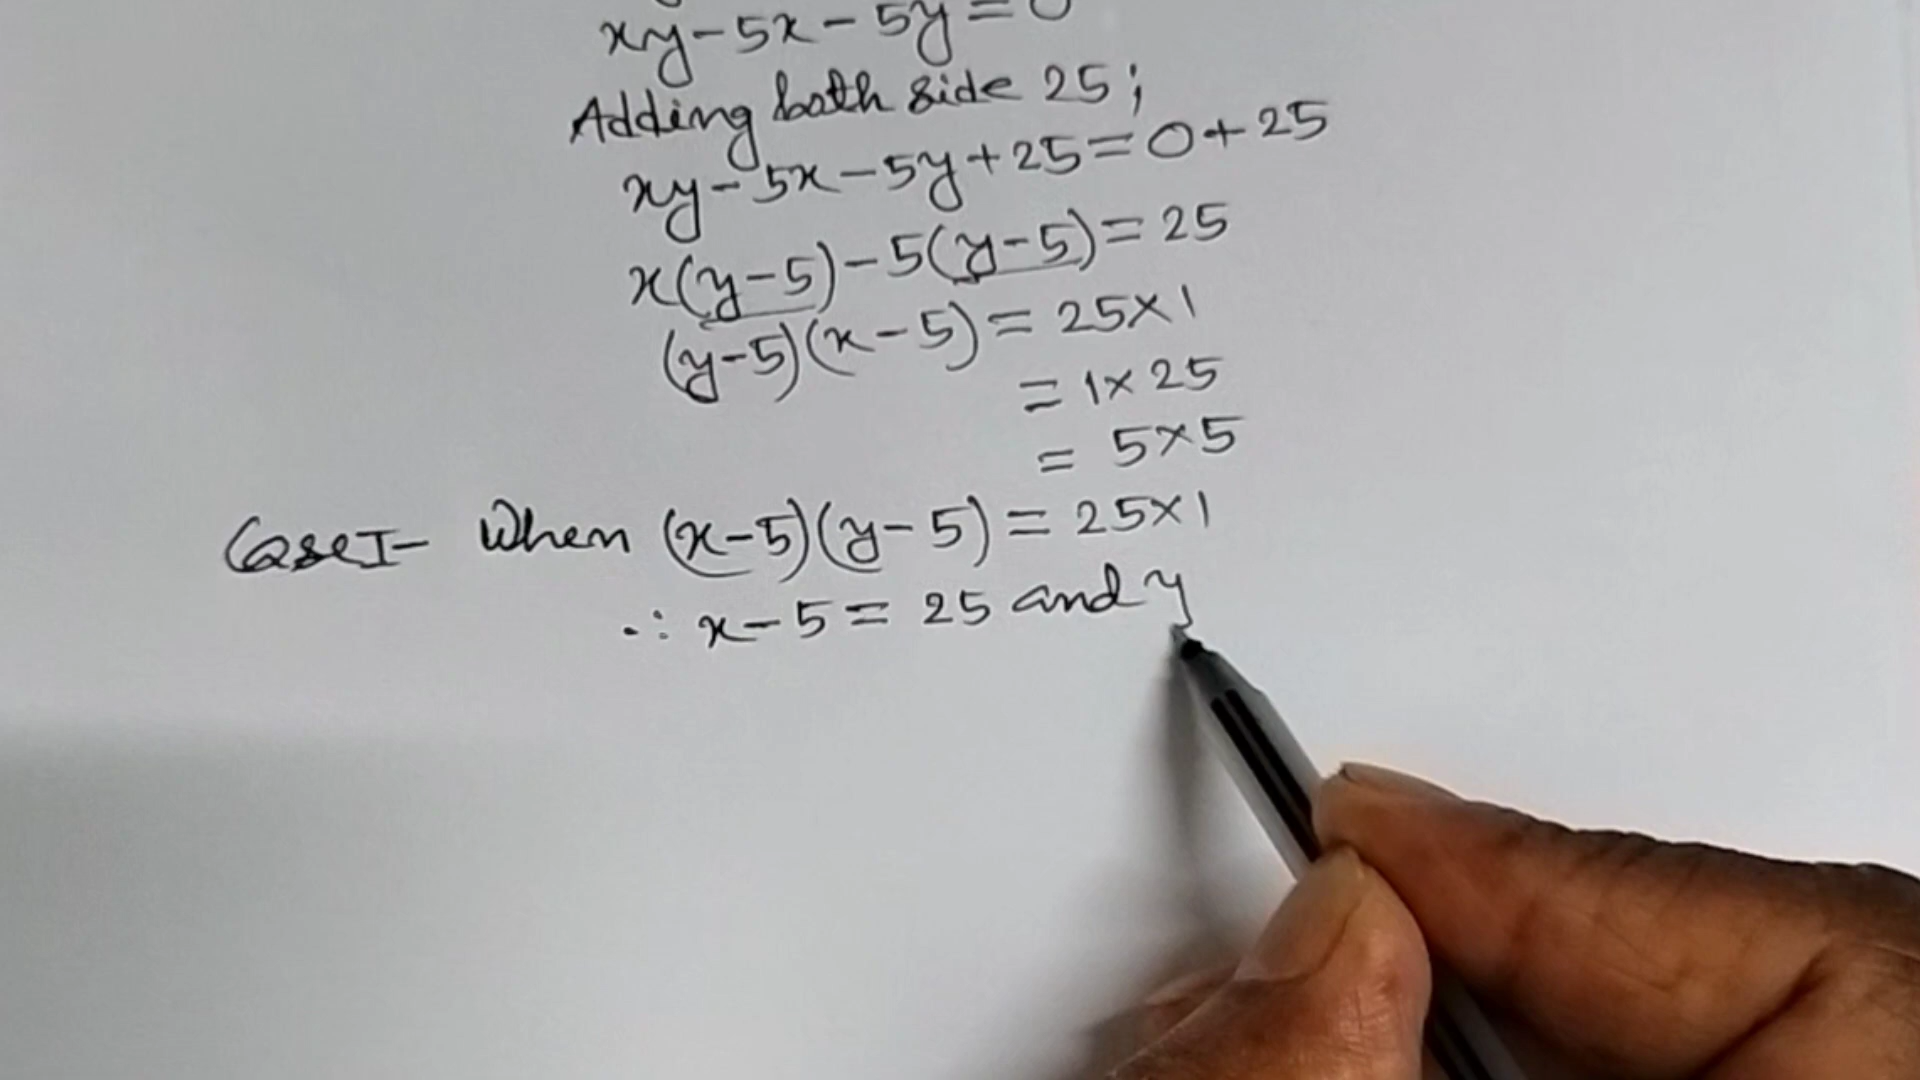 xy-5x-5y=0
Adding both side 25;
xy-5x-5y+25=0+25
x(y-5)-5(y-5)=25
(y-5)(x-5)=25×1
=1×25
=5×5
Case I- When (x-5)(y-5)=25×1
∴ x-5=25 and y